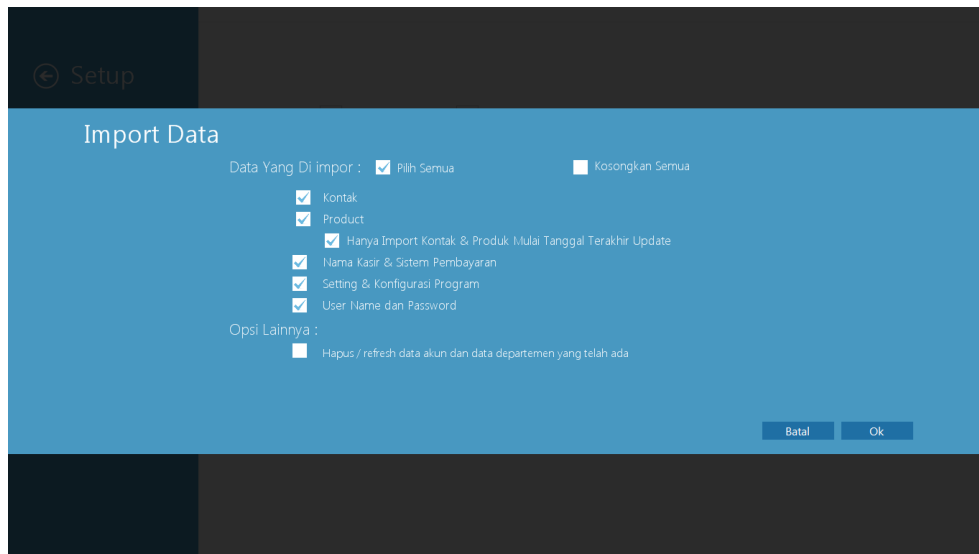 Setup
Import Data
Data Yang Di impor : Pilih Semua Kosongkan Semua
Kontak
Product
Hanya Import Kontak & Produk Mulai Tanggal Terakhir Update
Nama Kasir & Sistem Pembayaran
Setting & Konfigurasi Program
User Name dan Password
Opsi Lainnya :
Hapus / refresh data akun dan data departemen yang telah ada
Batal Ok